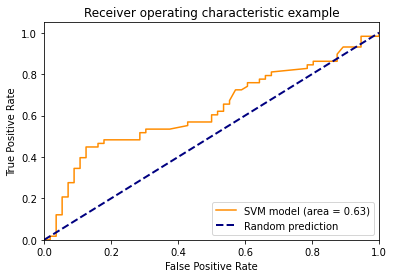 Receiver operating characteristic example
1.0
0.8
0.6
0.4
0.2
0.0
True Positive Rate
0.0 0.2 0.4 0.6 0.8 1.0
False Positive Rate
SVM model (area = 0.63)
Random prediction